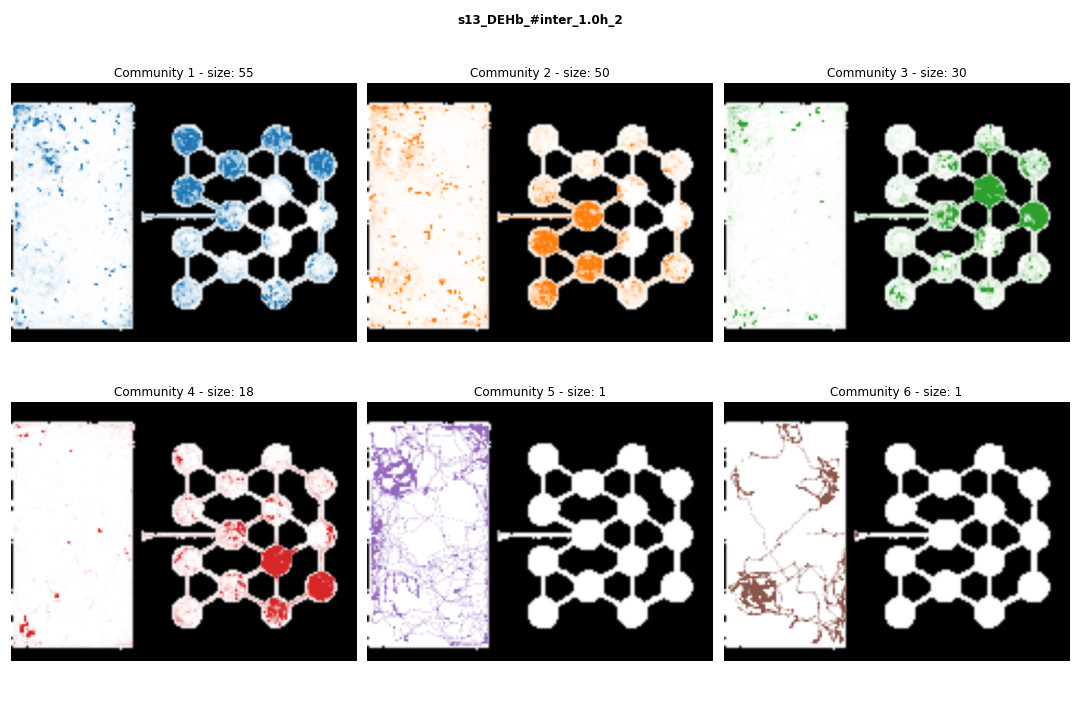 s13_DEHb_#inter_1.0h_2
Community 1 - size: 55
Community 2 - size: 50
Community 3 - size: 30
Community 4 - size: 18
Community 5 - size: 1
Community 6 - size: 1